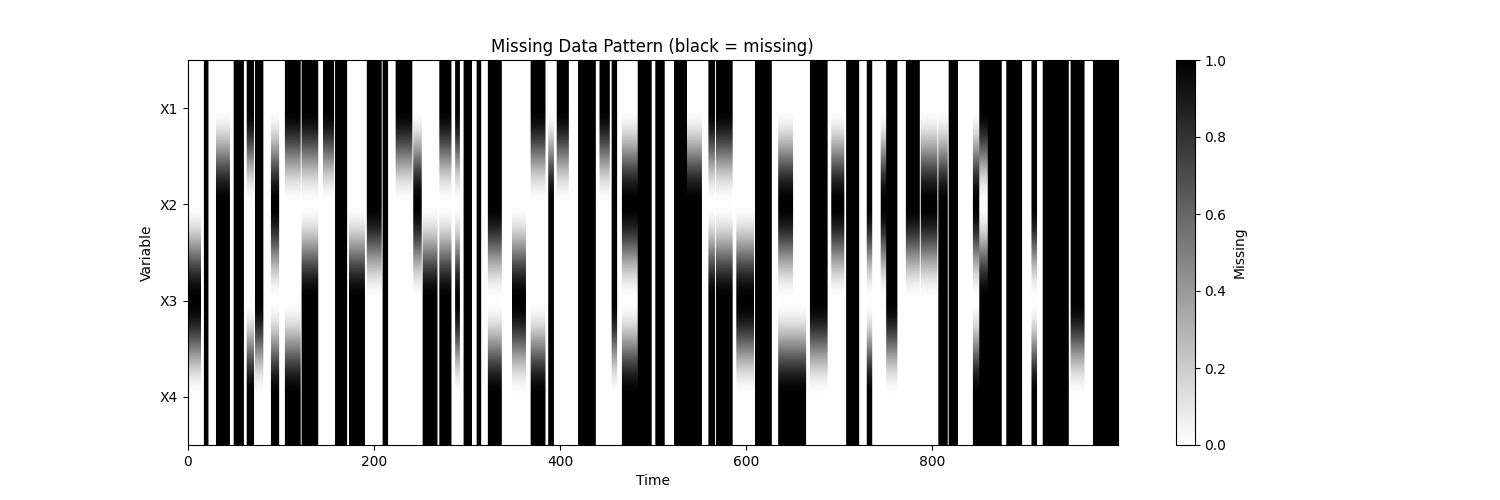 Missing Data Pattern (black = missing)
X1
X2
X3
X4
Variable
0
200
400
600
800
Time
1.0
0.8
0.6
0.4
0.2
0.0
Missing